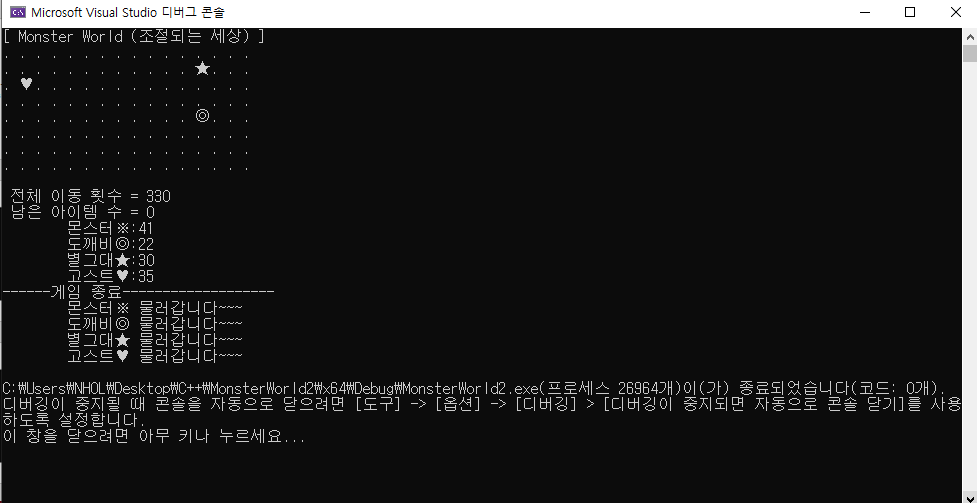 Microsoft Visual Studio 디버그 콘솔
[ Monster World (조절되는 세상) ]
. . . . . . . . . . . . . . . .
. . . . . . . . . . . . ★ . . .
. ♥ . . . . . . . . . . . . . .
. . . . . . . . . . . . . . . .
. . . . . . . . . . . . ◎ . . .
. . . . . . . . . . . . . . . .
. . . . . . . . . . . . . . . .
. . . . . . . . . . . . . . . .
전체 이동 횟수 = 330
남은 아이템 수 = 0
몬스터※:41
도깨비◎:22
별그대★:30
고스트♥:35
------게임 종료-------------------
몬스터※ 물러갑니다~~~
도깨비◎ 물러갑니다~~~
별그대★ 물러갑니다~~~
고스트♥ 물러갑니다~~~
C:₩Users₩NHOL₩Desktop₩C++₩MonsterWorld2₩x64₩Debug₩MonsterWorld2.exe(프로세스 26964개)이(가) 종료되었습니다(코드: 0개).
디버깅이 중지될 때 콘솔을 자동으로 닫으려면 [도구] -> [옵션] -> [디버깅] > [디버깅이 중지되면 자동으로 콘솔 닫기]를 사용
하도록 설정합니다.
이 창을 닫으려면 아무 키나 누르세요...